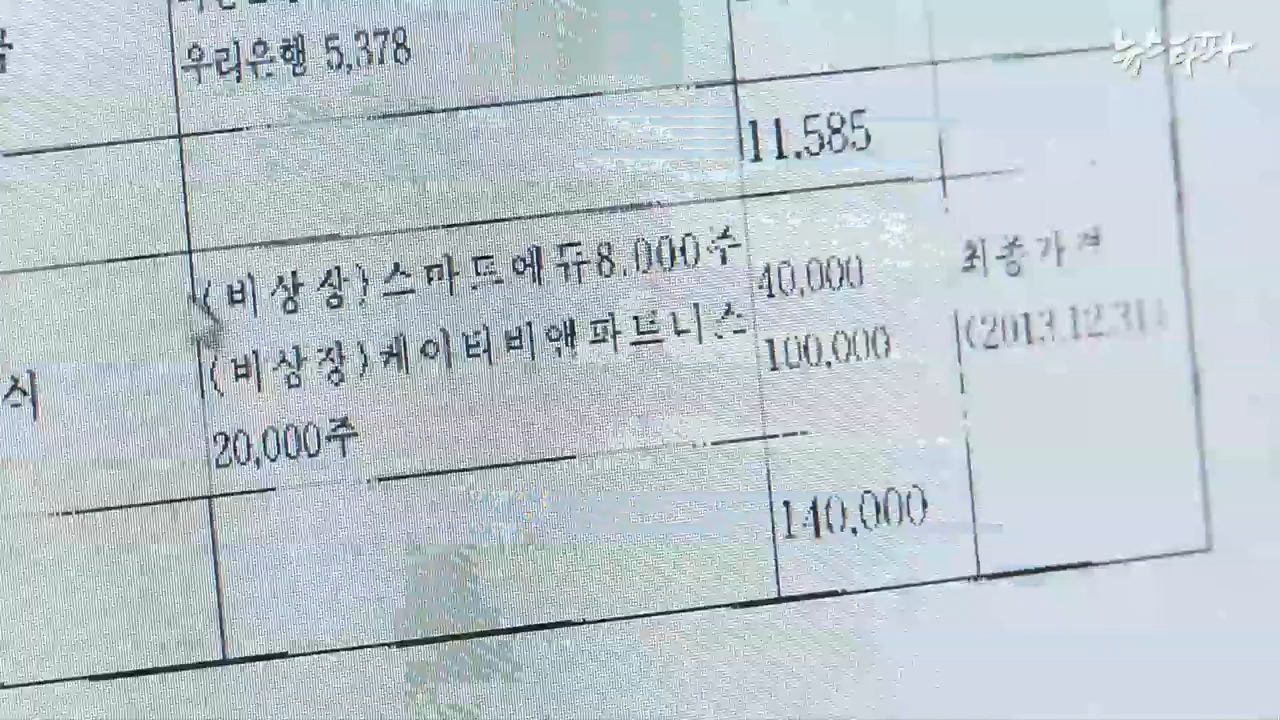 뉴스타파
우리은행 5,378
11,585
(비상장)스마트에듀8,000주 40,000 최종가격
(비상장)케이티비앤파트너스 100,000 (2013.12.31)
식
20,000주
140,000